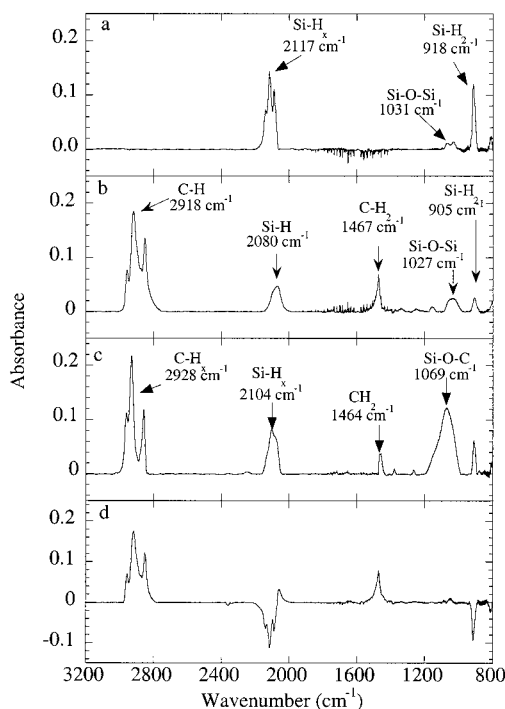 a
0.2
0.1
0.0
Si-Hx
2117 cm-1
Si-H2
918 cm-1
Si-O-Si
1031 cm-1
b
0.2
0.1
0
C-H
2918 cm-1
Si-H
2080 cm-1
C-H2
1467 cm-1
Si-H2
905 cm-1
Si-O-Si
1027 cm-1
c
0.2
0.1
0
C-Hx
2928 cm-1
Si-Hx
2104 cm-1
CH2
1464 cm-1
Si-O-C
1069 cm-1
d
0.2
0.1
0
-0.1
Absorbance
3200 2800 2400 2000 1600 1200 800
Wavenumber (cm-1)